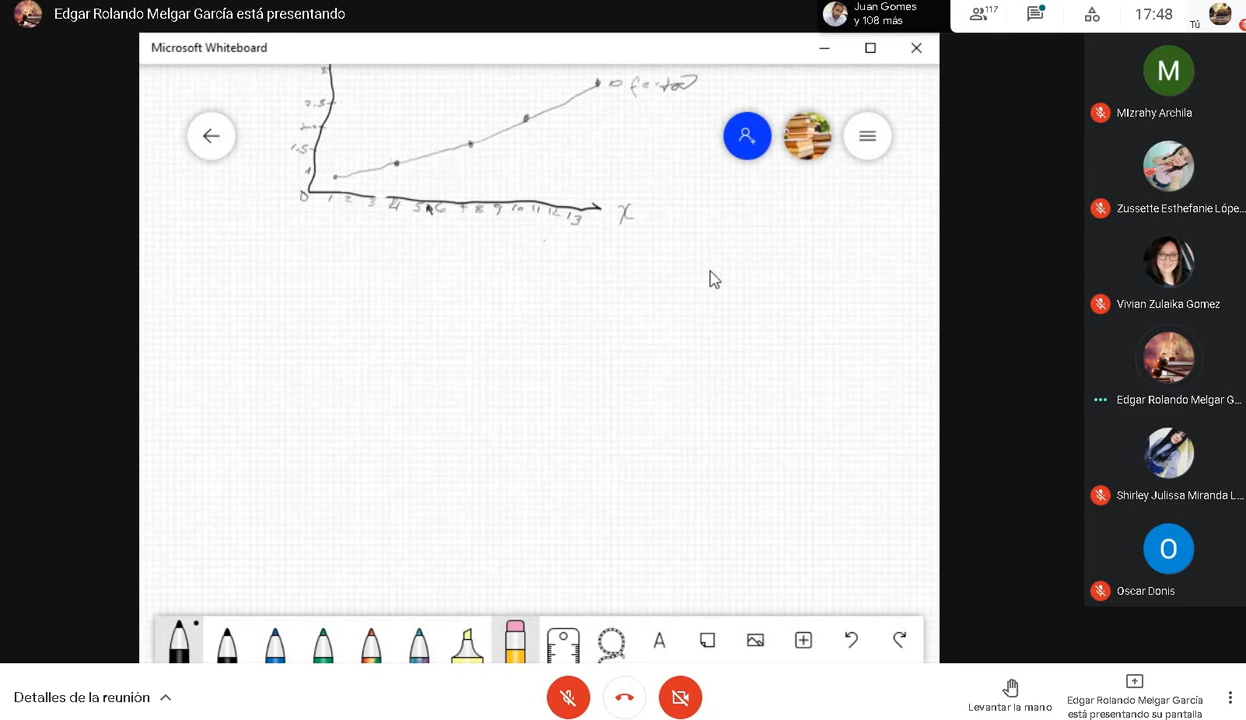 Edgar Rolando Melgar García está presentando
Juan Gomes
y 108 más
117
17:48
Tú
Microsoft Whiteboard
3
2.5
2.0
1.5
1
0 1 2 3 4 5 6 7 8 9 10 11 12 13
x
M
MIzrahy Archila
Zussette Esthefanie Lópe...
Vivian Zulaika Gomez
Edgar Rolando Melgar G...
Shirley Julissa Miranda L...
O
Oscar Donis
A
Detalles de la reunión
Levantar la mano
Edgar Rolando Melgar García
está presentando su pantalla